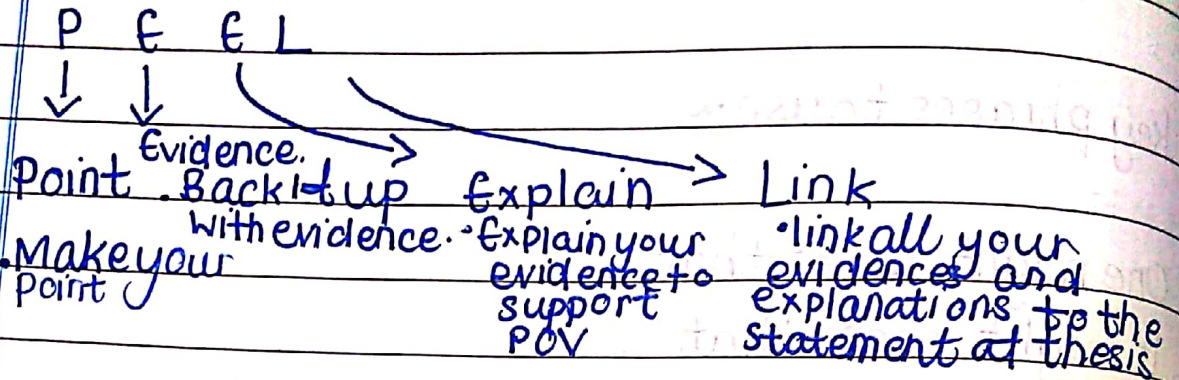 P E E L
Point
.Make your
point
Evidence.
.Back it up
with evidence.
Explain
•Explain your
evidence to
support
POV
Link
•link all your
evidences and
explanations to the
statement at thesis